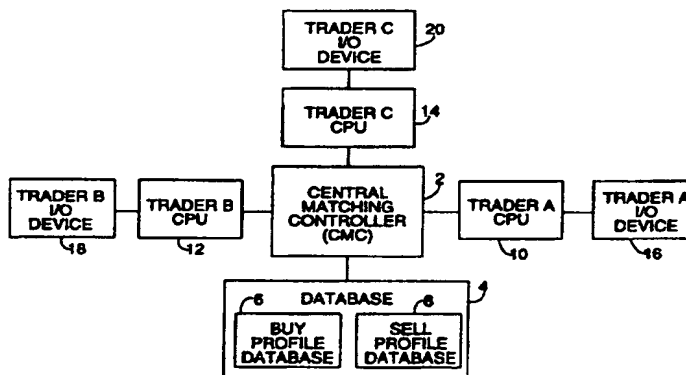 TRADER C
I/O
DEVICE
20
TRADER C
CPU
14
TRADER B
I/O
DEVICE
18
TRADER B
CPU
12
CENTRAL
MATCHING
CONTROLLER
(CMC)
2
TRADER A
CPU
10
TRADER A
I/O
DEVICE
16
DATABASE
4
6
BUY
PROFILE
DATABASE
8
SELL
PROFILE
DATABASE